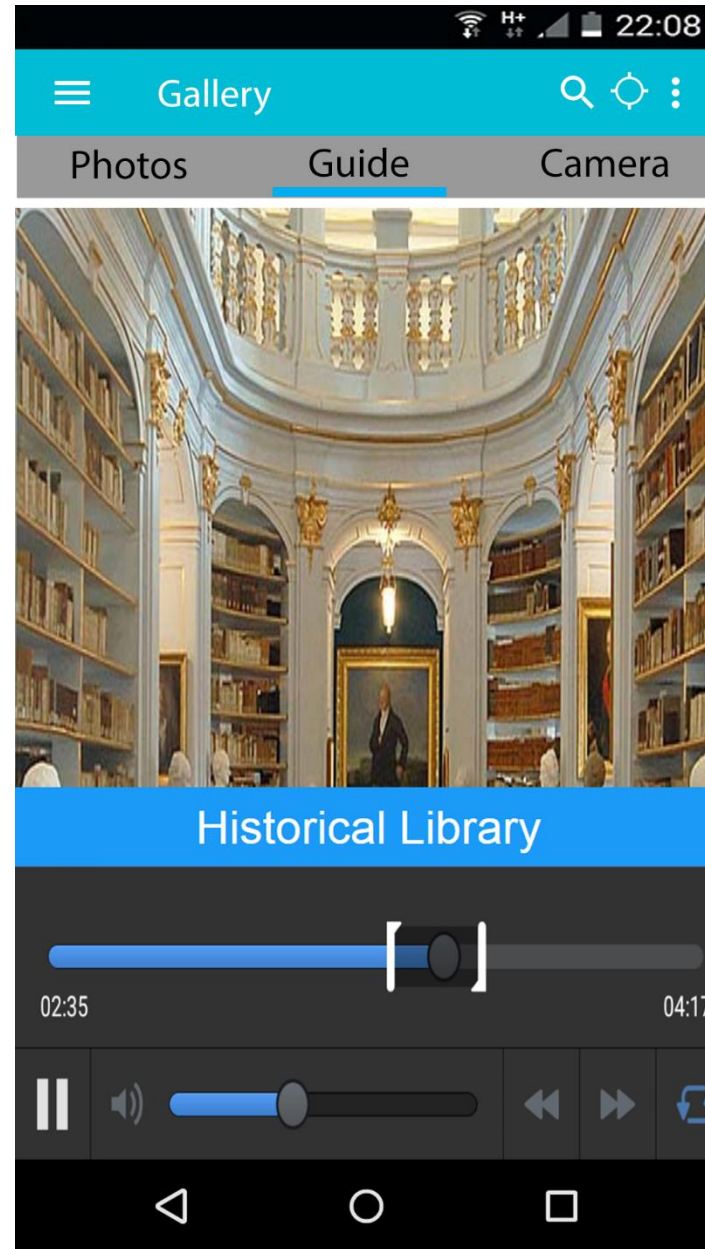 H+ 22:08
Gallery
Photos Guide Camera
Historical Library
02:35 04:17